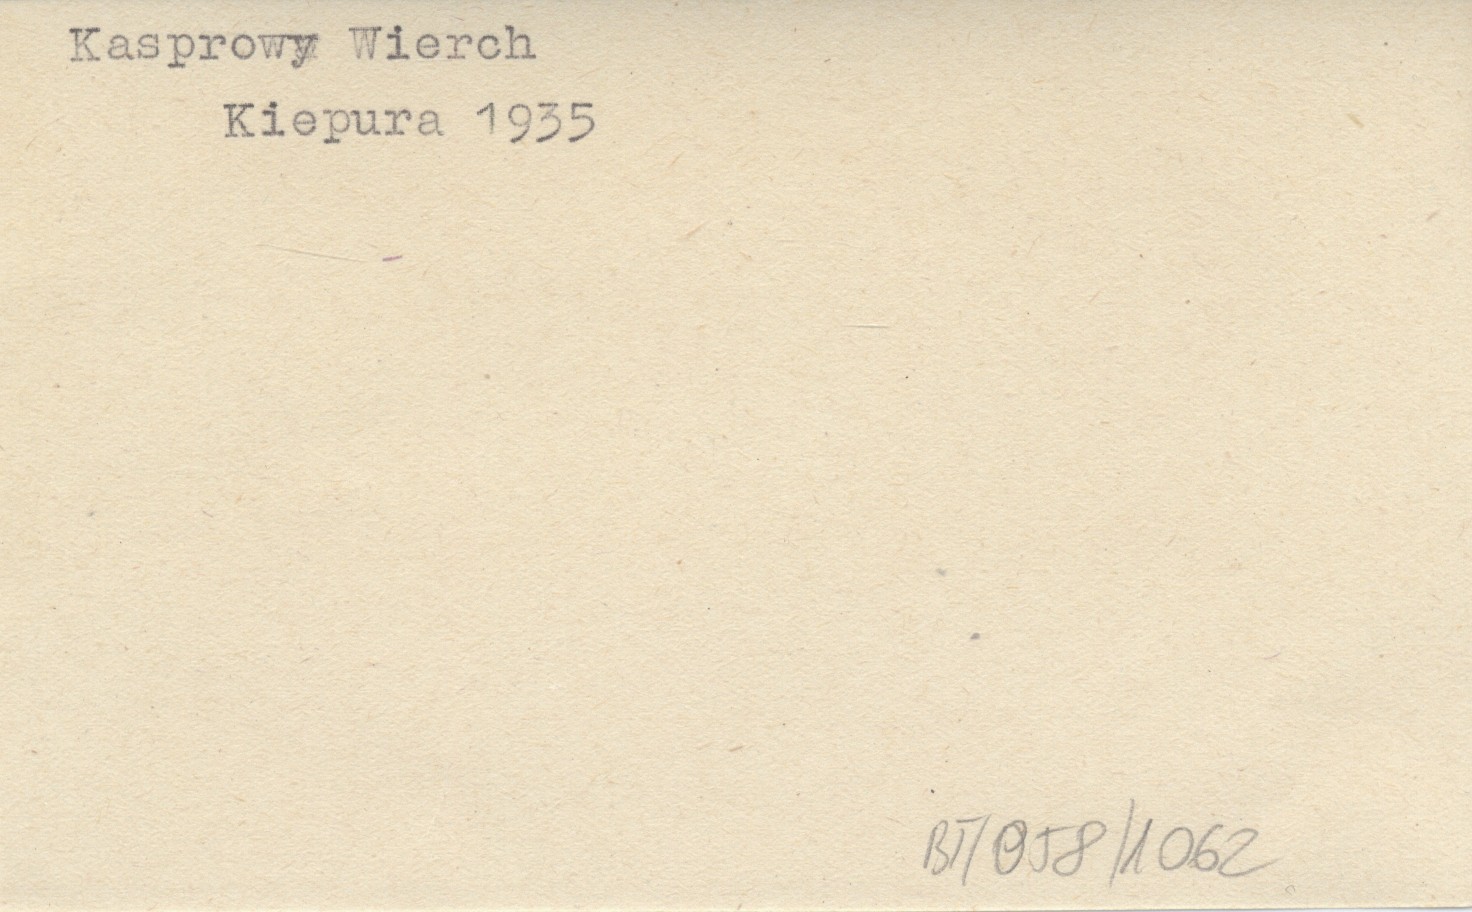 Kasprowy Wierch
Kiepura 1935
BT/058/1062